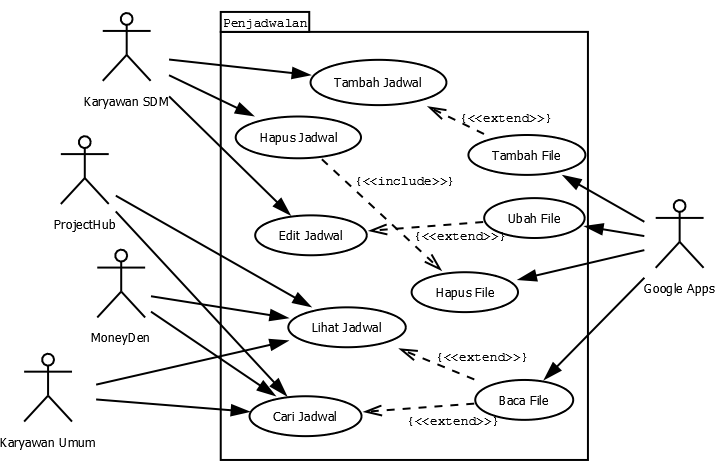 Penjadwalan
Karyawan SDM
Tambah Jadwal
{<<extend>>}
Hapus Jadwal
Tambah File
{<<include>>}
ProjectHub
Ubah File
Edit Jadwal
{<<extend>>}
Google Apps
Hapus File
MoneyDen
Lihat Jadwal
{<<extend>>}
Baca File
Karyawan Umum
Cari Jadwal
{<<extend>>}